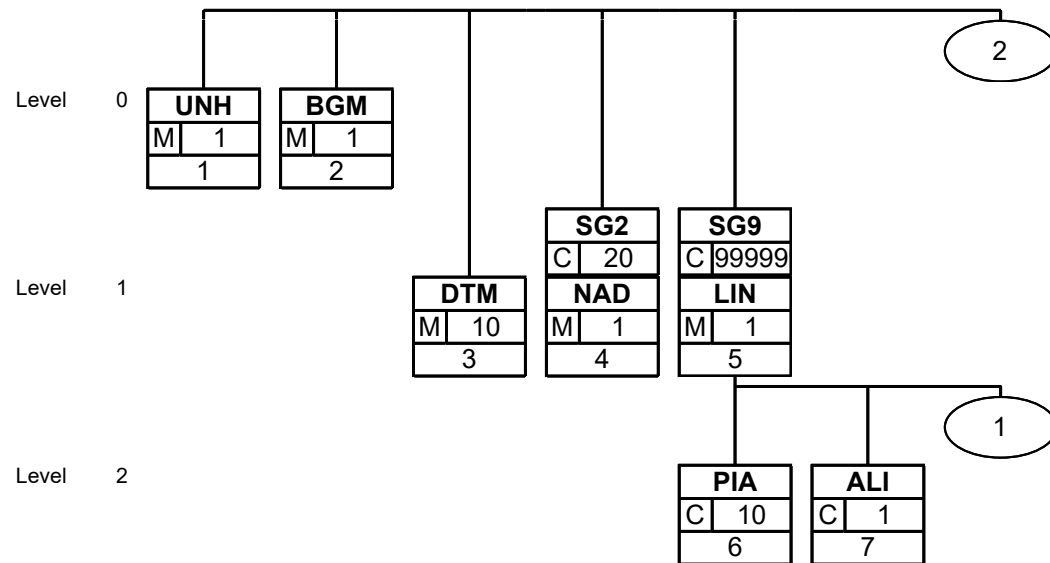 2
Level 0
UNH BGM
M 1 M 1
1 2
SG2 SG9
C 20 C 99999
Level 1
DTM NAD LIN
M 10 M 1 M 1
3 4 5
1
Level 2
PIA ALI
C 10 C 1
6 7